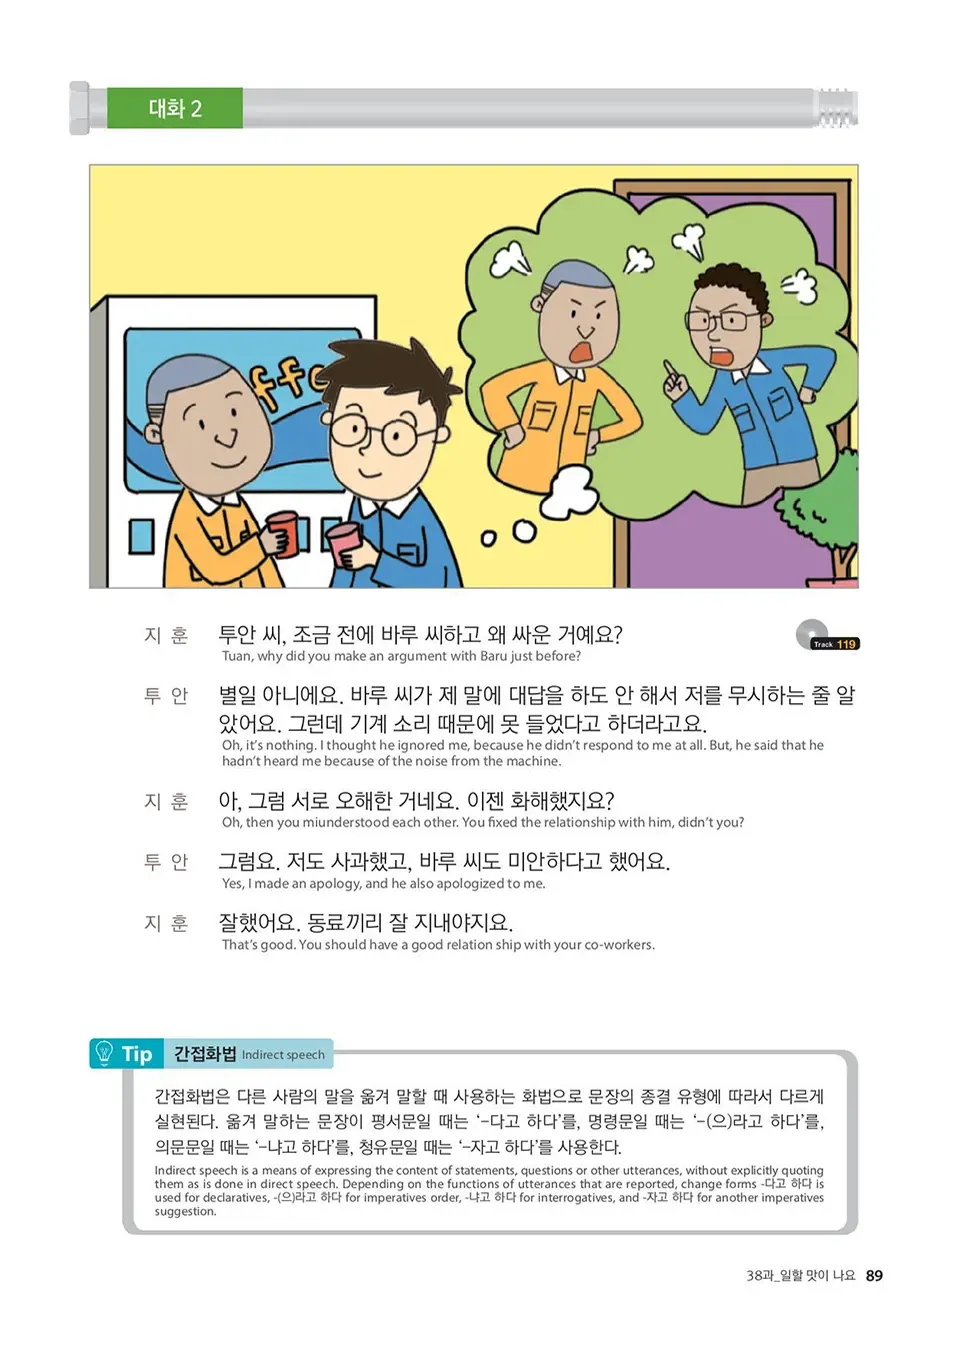 대화 2
ffe
지 훈 투안 씨, 조금 전에 바루 씨하고 왜 싸운 거예요?
Tuan, why did you make an argument with Baru just before?
Track 119
투 안 별일 아니에요. 바루 씨가 제 말에 대답을 하도 안 해서 저를 무시하는 줄 알
았어요. 그런데 기계 소리 때문에 못 들었다고 하더라고요.
Oh, it's nothing. I thought he ignored me, because he didn't respond to me at all. But, he said that he
hadn't heard me because of the noise from the machine.
지 훈 아, 그럼 서로 오해한 거네요. 이젠 화해했지요?
Oh, then you miunderstood each other. You fixed the relationship with him, didn't you?
투 안 그럼요. 저도 사과했고, 바루 씨도 미안하다고 했어요.
Yes, I made an apology, and he also apologized to me.
지 훈 잘했어요. 동료끼리 잘 지내야지요.
That's good. You should have a good relation ship with your co-workers.
Tip 간접화법 Indirect speech
간접화법은 다른 사람의 말을 옮겨 말할 때 사용하는 화법으로 문장의 종결 유형에 따라서 다르게
실현된다. 옮겨 말하는 문장이 평서문일 때는 '-다고 하다'를, 명령문일 때는 '-(으)라고 하다'를,
의문문일 때는 '-냐고 하다'를, 청유문일 때는 '-자고 하다'를 사용한다.
Indirect speech is a means of expressing the content of statements, questions or other utterances, without explicitly quoting
them as is done in direct speech. Depending on the functions of utterances that are reported, change forms -다고 하다 is
used for declaratives, -(으)라고 하다 for imperatives order, -냐고 하다 for interrogatives, and -자고 하다 for another imperatives
suggestion.
38과_일할 맛이 나요 89